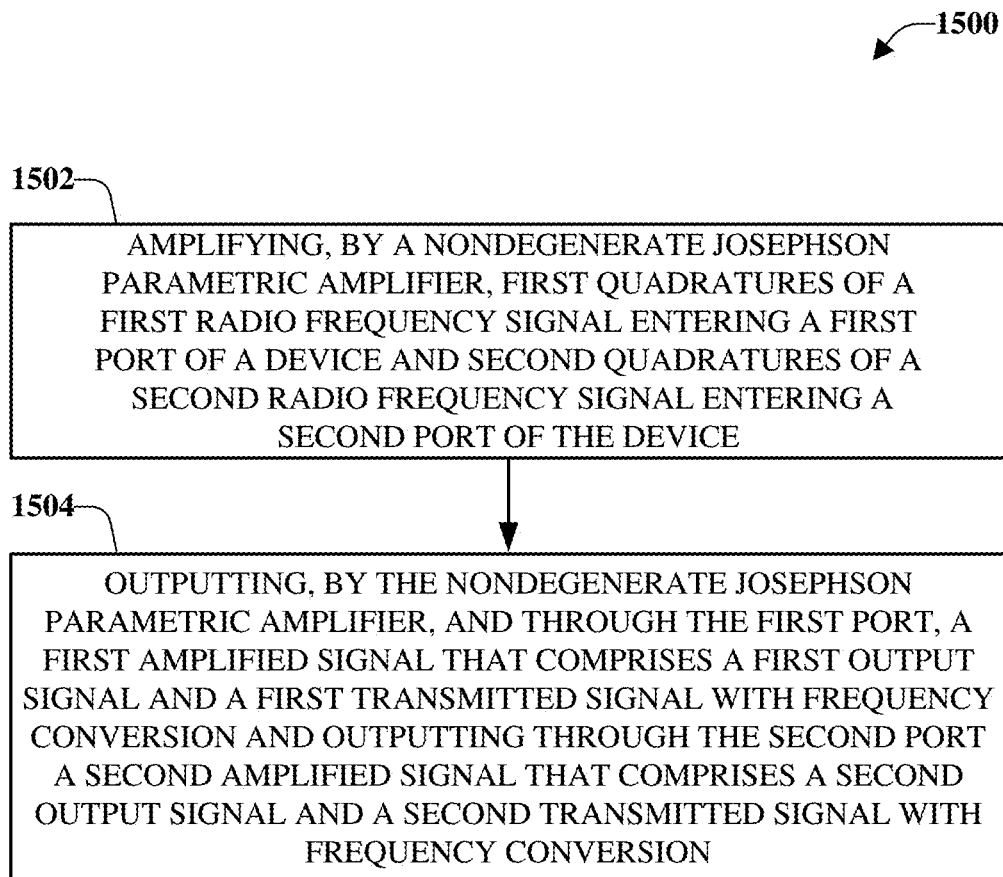 1500
1502
AMPLIFYING, BY A NONDEGENERATE JOSEPHSON
PARAMETRIC AMPLIFIER, FIRST QUADRATURES OF A
FIRST RADIO FREQUENCY SIGNAL ENTERING A FIRST
PORT OF A DEVICE AND SECOND QUADRATURES OF A
SECOND RADIO FREQUENCY SIGNAL ENTERING A
SECOND PORT OF THE DEVICE
1504
OUTPUTTING, BY THE NONDEGENERATE JOSEPHSON
PARAMETRIC AMPLIFIER, AND THROUGH THE FIRST PORT, A
FIRST AMPLIFIED SIGNAL THAT COMPRISES A FIRST OUTPUT
SIGNAL AND A FIRST TRANSMITTED SIGNAL WITH FREQUENCY
CONVERSION AND OUTPUTTING THROUGH THE SECOND PORT
A SECOND AMPLIFIED SIGNAL THAT COMPRISES A SECOND
OUTPUT SIGNAL AND A SECOND TRANSMITTED SIGNAL WITH
FREQUENCY CONVERSION